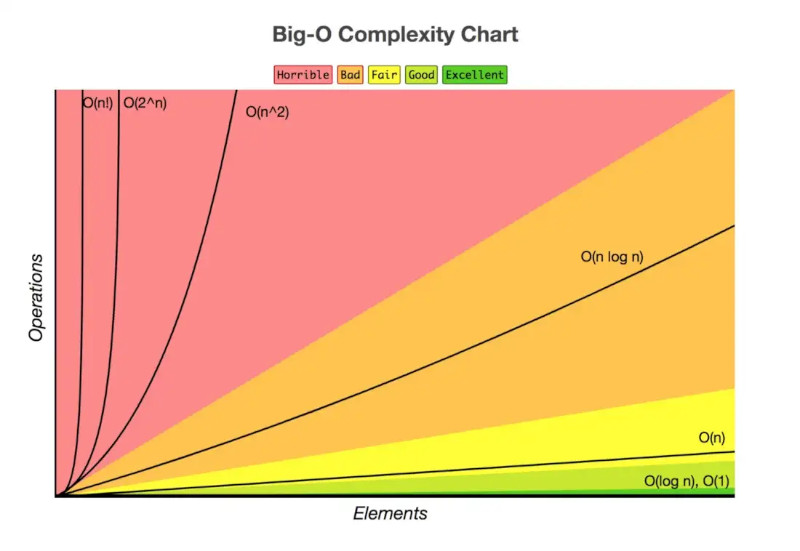 Big-O Complexity Chart
Horrible Bad Fair Good Excellent
O(n!) O(2^n)
O(n^2)
O(n log n)
Operations
O(n)
O(log n), O(1)
Elements